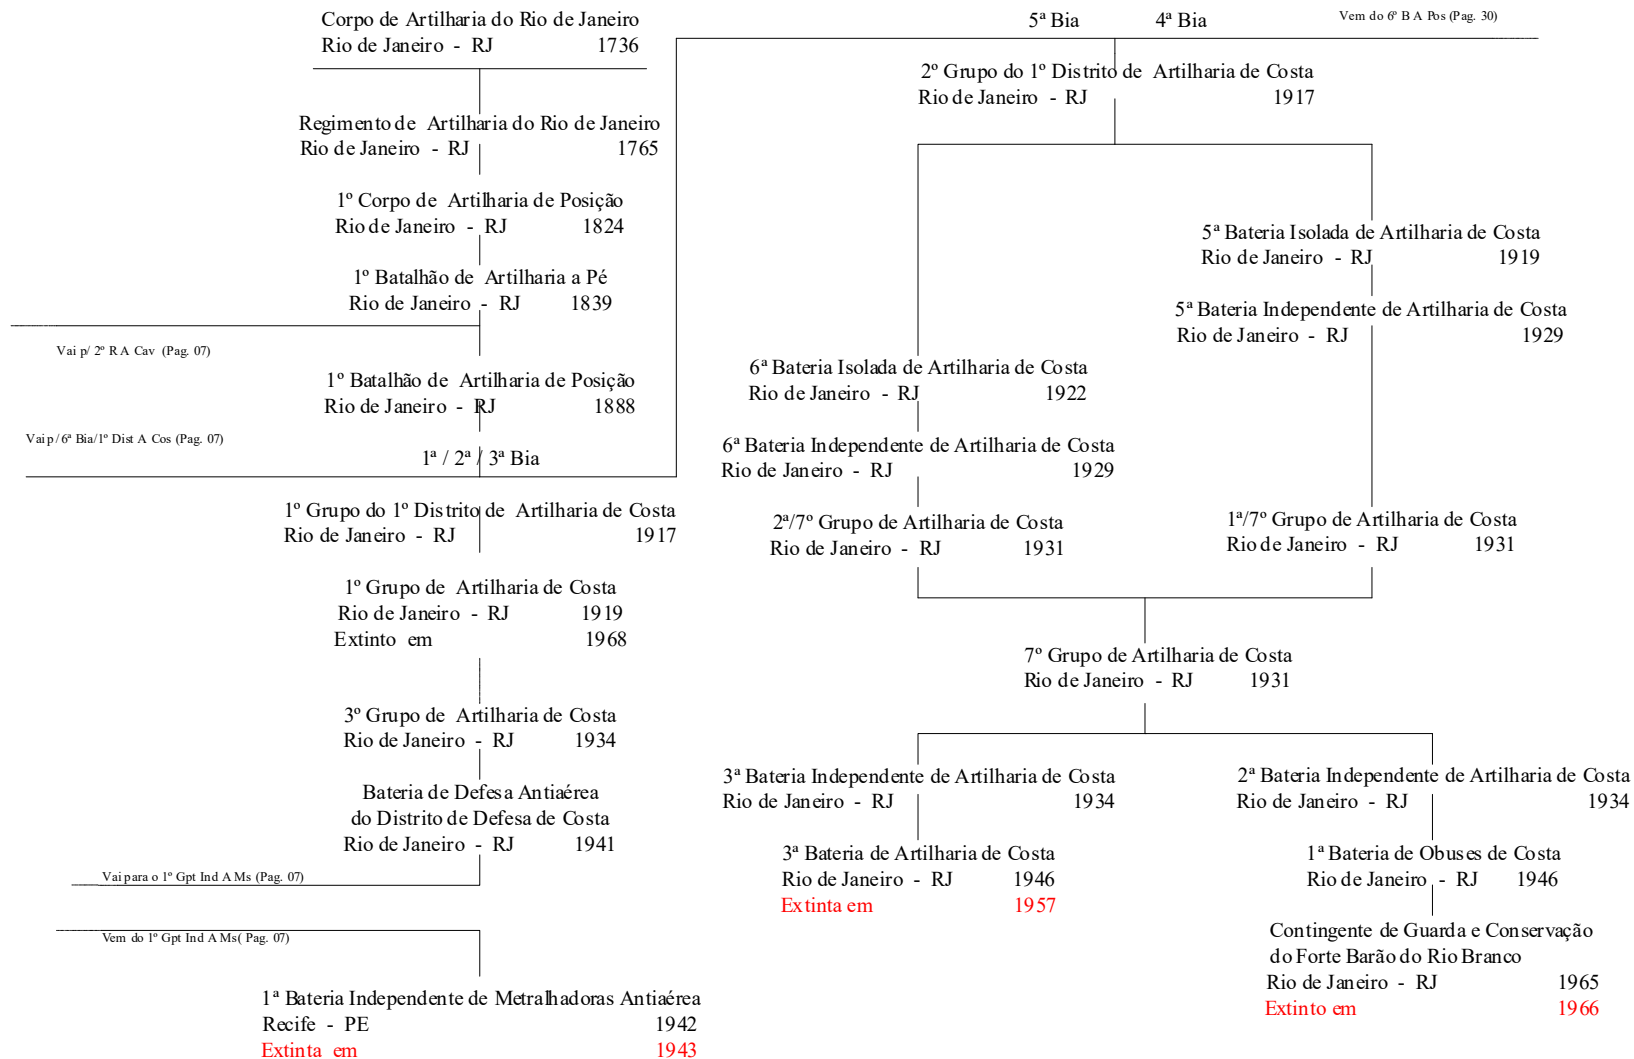 Corpo de Artilharia do Rio de Janeiro
Rio de Janeiro - RJ 1736
Regimento de Artilharia do Rio de Janeiro
Rio de Janeiro - RJ 1765
1º Corpo de Artilharia de Posição
Rio de Janeiro - RJ 1824
1º Batalhão de Artilharia a Pé
Rio de Janeiro - RJ 1839
Vai p/ 2º R A Cav (Pag. 07)
1º Batalhão de Artilharia de Posição
Rio de Janeiro - RJ 1888
Vai p/ 6ª Bia/1º Dist A Cos (Pag. 07)
1ª / 2ª / 3ª Bia
1º Grupo do 1º Distrito de Artilharia de Costa
Rio de Janeiro - RJ 1917
1º Grupo de Artilharia de Costa
Rio de Janeiro - RJ 1919
Extinto em 1968
3º Grupo de Artilharia de Costa
Rio de Janeiro - RJ 1934
Bateria de Defesa Antiaérea
do Distrito de Defesa de Costa
Rio de Janeiro - RJ 1941
Vai para o 1º Gpt Ind A Ms (Pag. 07)
Vem do 1º Gpt Ind A Ms( Pag. 07)
1ª Bateria Independente de Metralhadoras Antiaérea
Recife - PE 1942
Extinta em 1943
5ª Bia 4ª Bia
Vem do 6º B A Pos (Pag. 30)
2º Grupo do 1º Distrito de Artilharia de Costa
Rio de Janeiro - RJ 1917
5ª Bateria Isolada de Artilharia de Costa
Rio de Janeiro - RJ 1919
5ª Bateria Independente de Artilharia de Costa
Rio de Janeiro - RJ 1929
6ª Bateria Isolada de Artilharia de Costa
Rio de Janeiro - RJ 1922
6ª Bateria Independente de Artilharia de Costa
Rio de Janeiro - RJ 1929
2ª/7º Grupo de Artilharia de Costa
Rio de Janeiro - RJ 1931
1ª/7º Grupo de Artilharia de Costa
Rio de Janeiro - RJ 1931
7º Grupo de Artilharia de Costa
Rio de Janeiro - RJ 1931
3ª Bateria Independente de Artilharia de Costa
Rio de Janeiro - RJ 1934
3ª Bateria de Artilharia de Costa
Rio de Janeiro - RJ 1946
Extinta em 1957
2ª Bateria Independente de Artilharia de Costa
Rio de Janeiro - RJ 1934
1ª Bateria de Obuses de Costa
Rio de Janeiro - RJ 1946
Contingente de Guarda e Conservação
do Forte Barão do Rio Branco
Rio de Janeiro - RJ 1965
Extinto em 1966